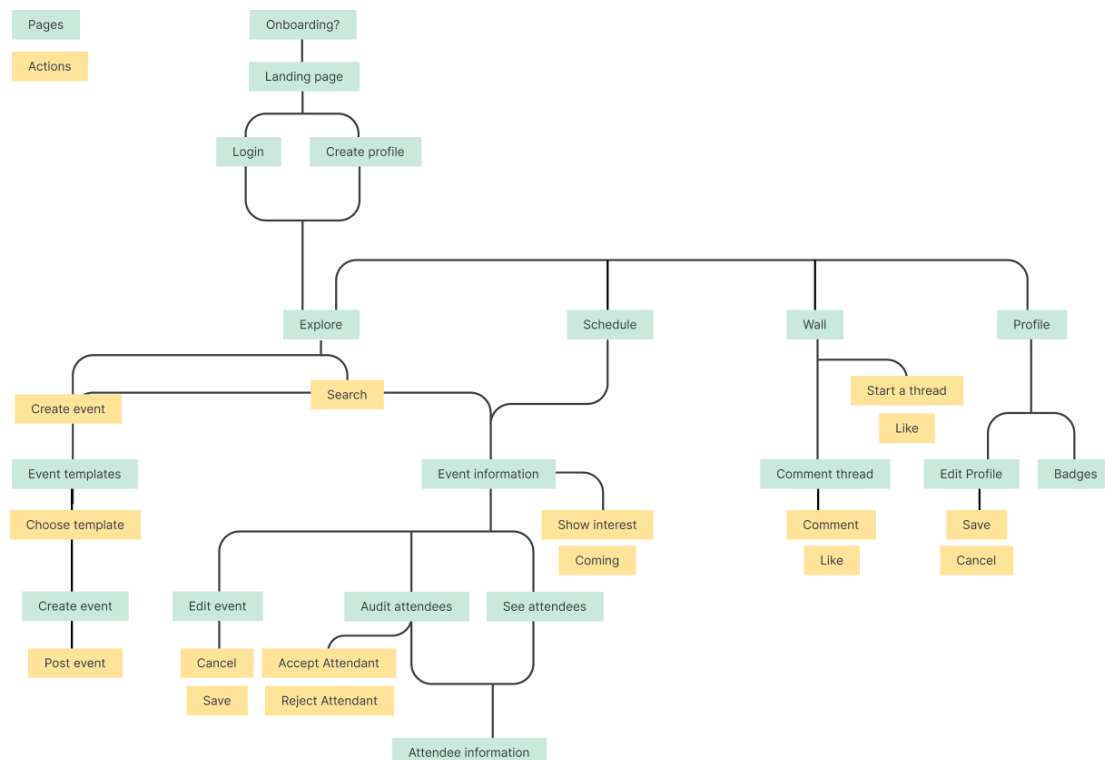 Pages
Onboarding?
Actions
Landing page
Login
Create profile
Explore
Schedule
Wall
Profile
Search
Start a thread
Create event
Like
Event templates
Event information
Comment thread
Edit Profile
Badges
Choose template
Show interest
Comment
Save
Coming
Like
Cancel
Create event
Edit event
Audit attendees
See attendees
Post event
Cancel
Accept Attendant
Save
Reject Attendant
Attendee information